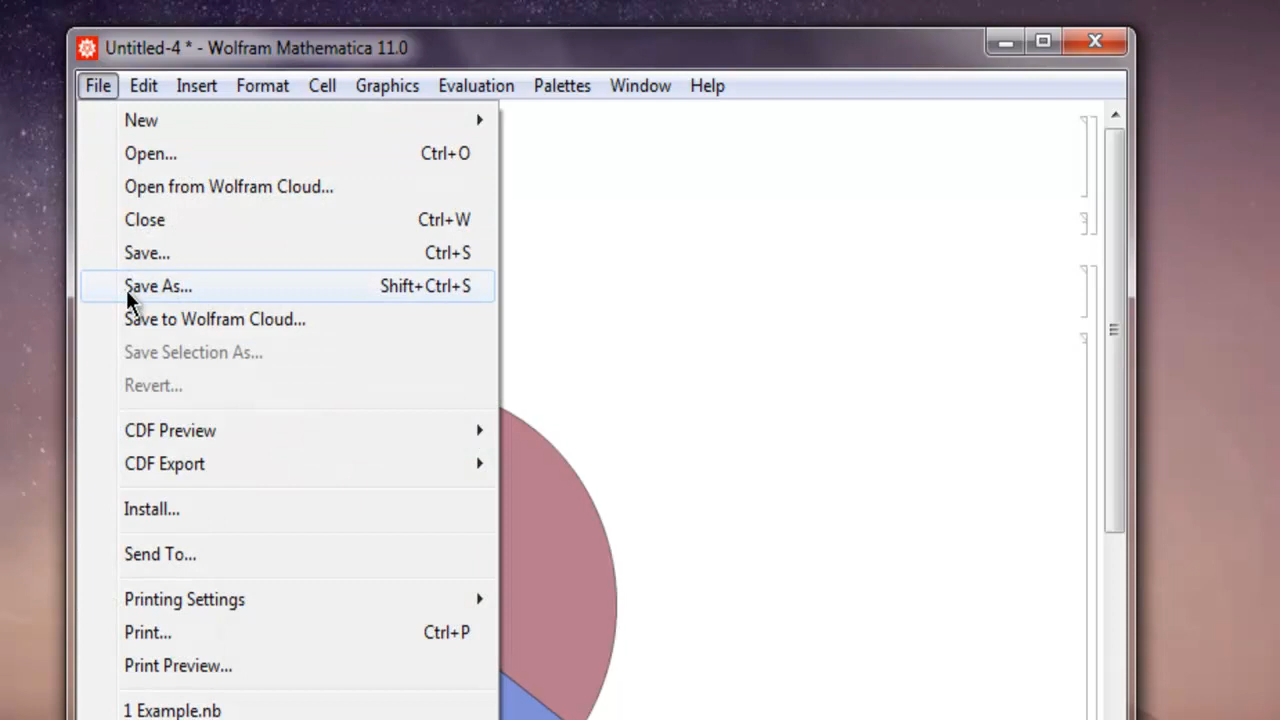 Untitled-4 * - Wolfram Mathematica 11.0
File Edit Insert Format Cell Graphics Evaluation Palettes Window Help
New
Open... Ctrl+O
Open from Wolfram Cloud...
Close Ctrl+W
Save... Ctrl+S
Save As... Shift+Ctrl+S
Save to Wolfram Cloud...
Save Selection As...
Revert...
CDF Preview
CDF Export
Install...
Send To...
Printing Settings
Print... Ctrl+P
Print Preview...
1 Example.nb